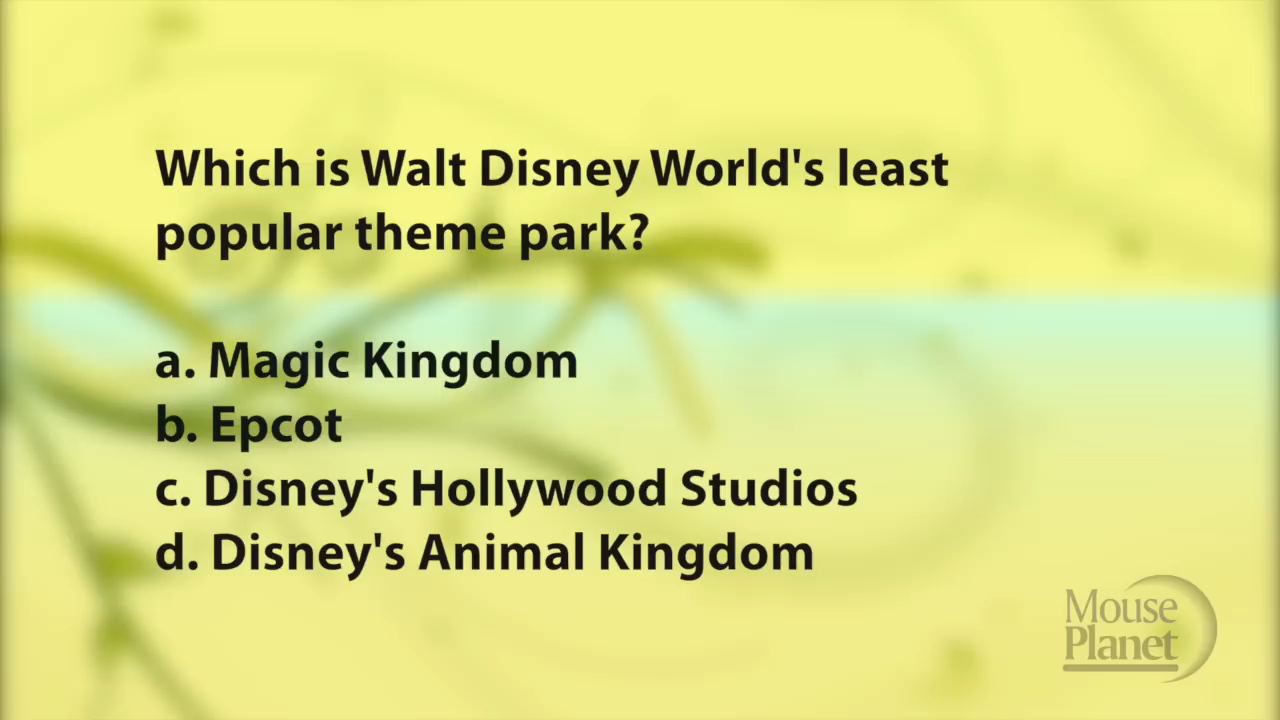 Which is Walt Disney World's least
popular theme park?
a. Magic Kingdom
b. Epcot
c. Disney's Hollywood Studios
d. Disney's Animal Kingdom
Mouse
Planet